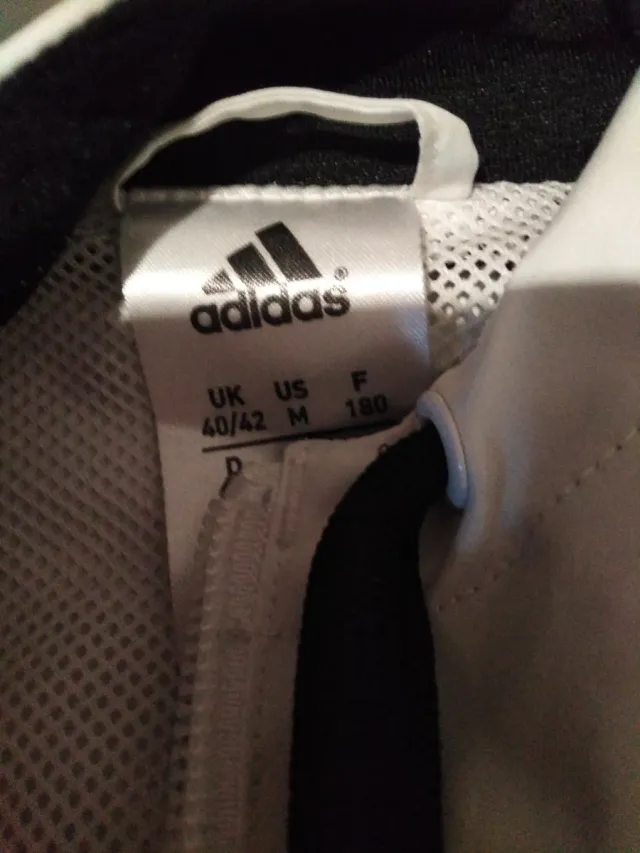 adidas®
UK US F
40/42 M 180
D